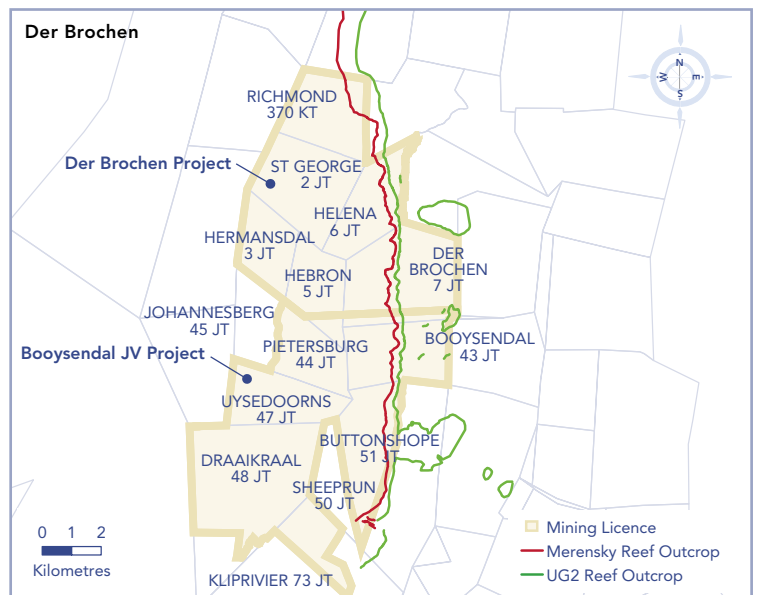 Der Brochen
N
W
E
S
RICHMOND
370 KT
Der Brochen Project
ST GEORGE
2 JT
HELENA
6 JT
HERMANSDAL
3 JT
DER
BROCHEN
7 JT
HEBRON
5 JT
JOHANNESBERG
45 JT
BOOYSENDAL
43 JT
PIETERSBURG
44 JT
Booysendal JV Project
UYSEDOORNS
47 JT
BUTTONSHOPE
51 JT
DRAAIKRAAL
48 JT
SHEEPRUN
50 JT
KLIPRIVIER 73 JT
0 1 2
Kilometres
Mining Licence
Merensky Reef Outcrop
UG2 Reef Outcrop